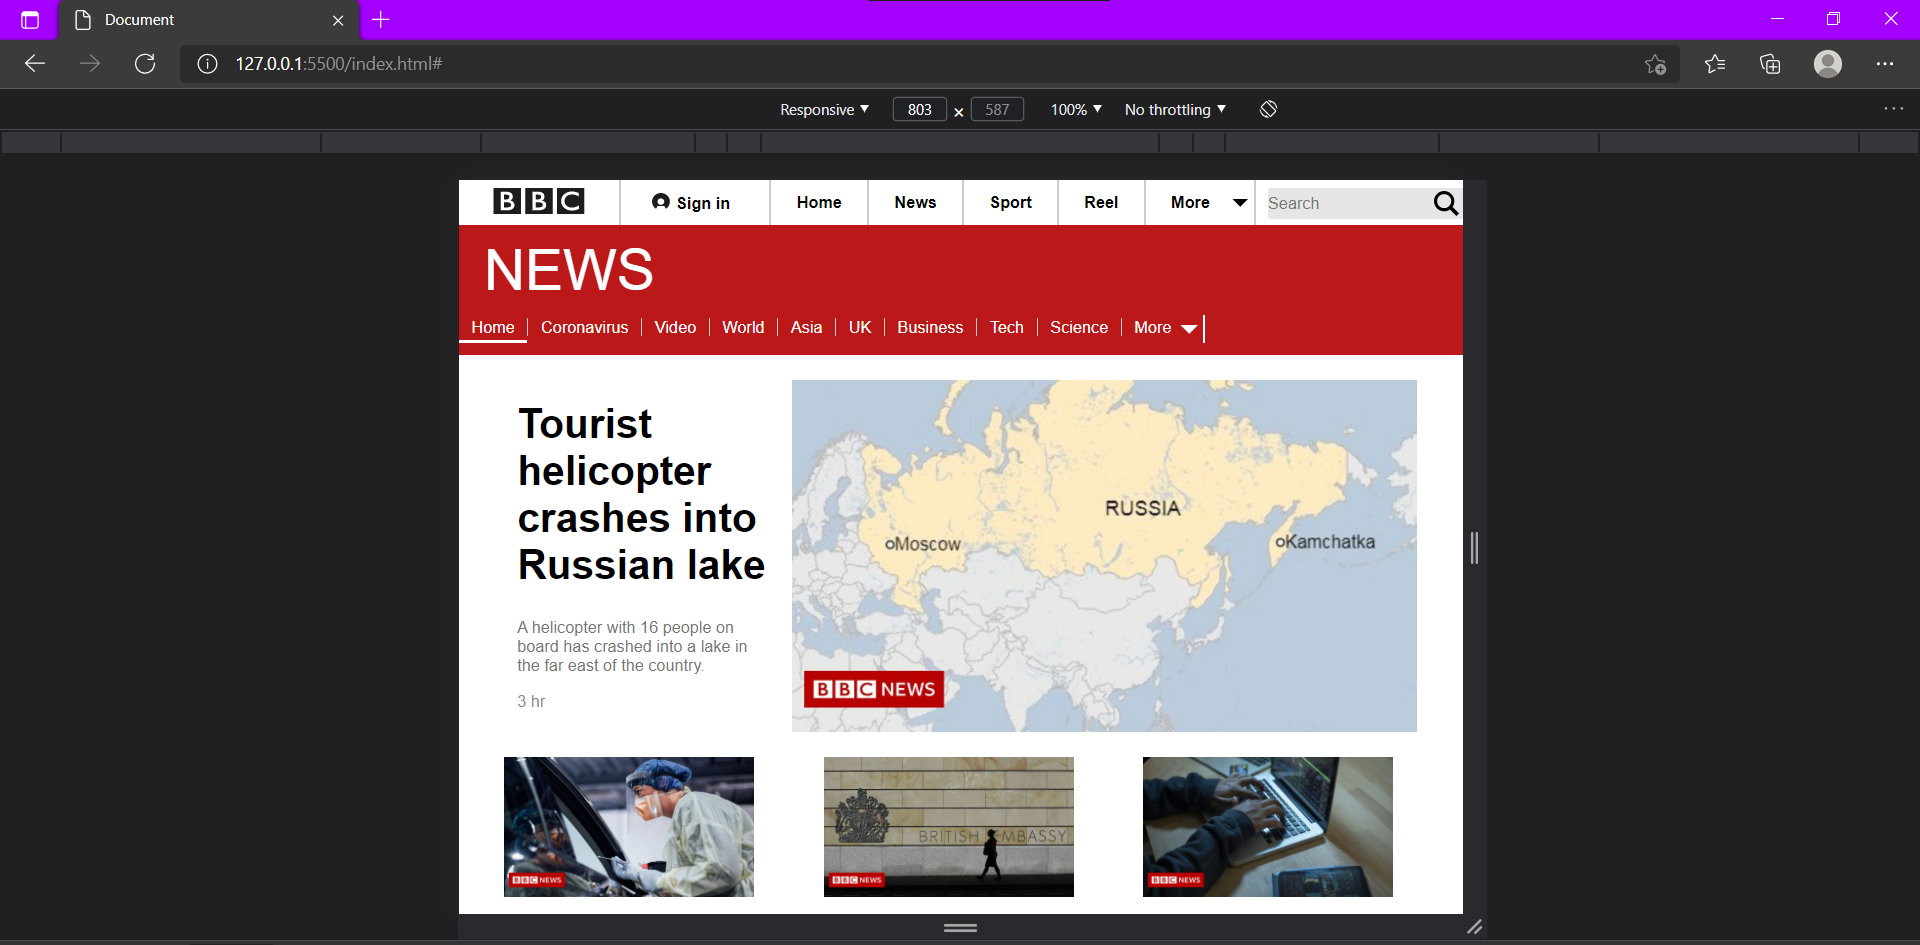 Document
127.0.0.1:5500/index.html#
Responsive 803 × 587 100% No throttling
BBC Sign in Home News Sport Reel More Search
NEWS
Home Coronavirus Video World Asia UK Business Tech Science More
Tourist
helicopter
crashes into
Russian lake
A helicopter with 16 people on
board has crashed into a lake in
the far east of the country.
3 hr
RUSSIA
Moscow
Kamchatka
BBC NEWS
BRITISH EMBASSY
BBC NEWS
BBC NEWS
BBC NEWS